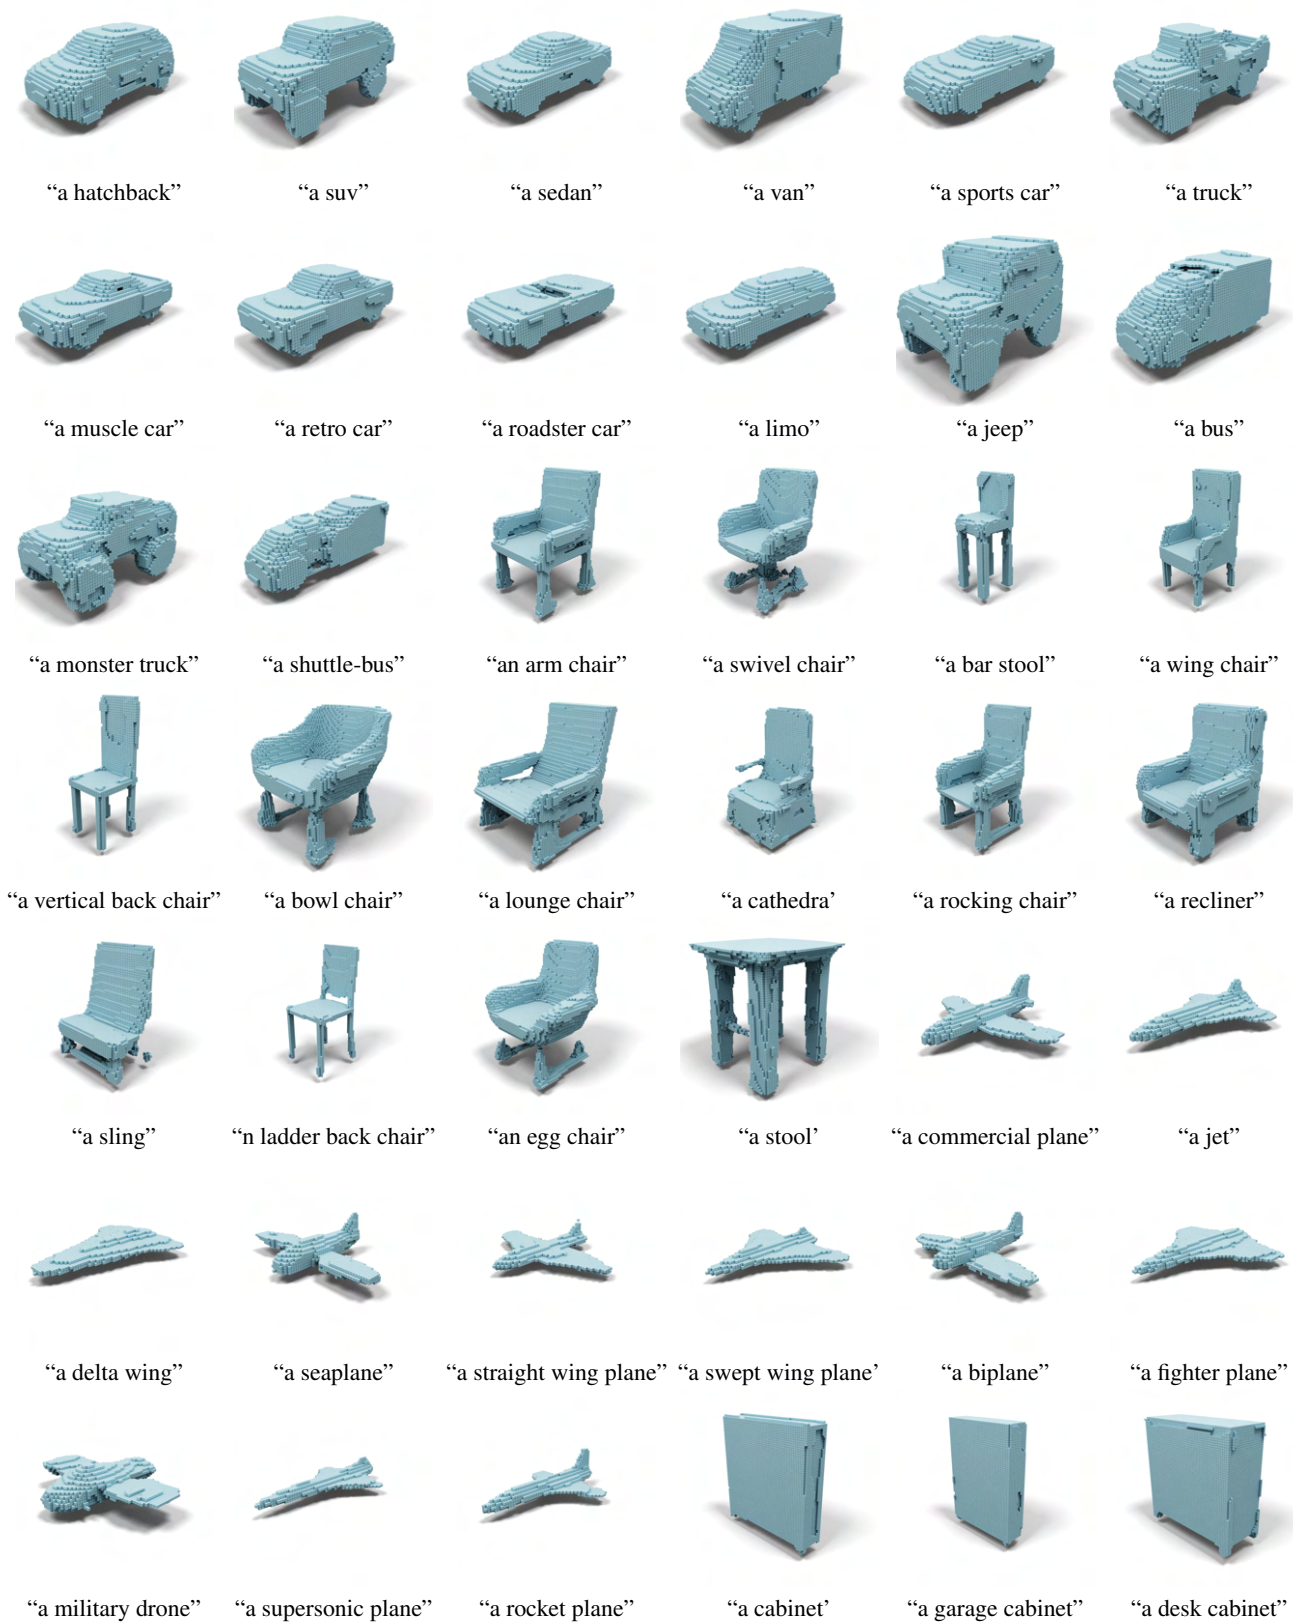 “a hatchback” “a suv” “a sedan” “a van” “a sports car” “a truck”
“a muscle car” “a retro car” “a roadster car” “a limo” “a jeep” “a bus”
“a monster truck” “a shuttle-bus” “an arm chair” “a swivel chair” “a bar stool” “a wing chair”
“a vertical back chair” “a bowl chair” “a lounge chair” “a cathedra’ “a rocking chair” “a recliner”
“a sling” “n ladder back chair” “an egg chair” “a stool’ “a commercial plane” “a jet”
“a delta wing” “a seaplane” “a straight wing plane” “a swept wing plane’ “a biplane” “a fighter plane”
“a military drone” “a supersonic plane” “a rocket plane” “a cabinet’ “a garage cabinet” “a desk cabinet”